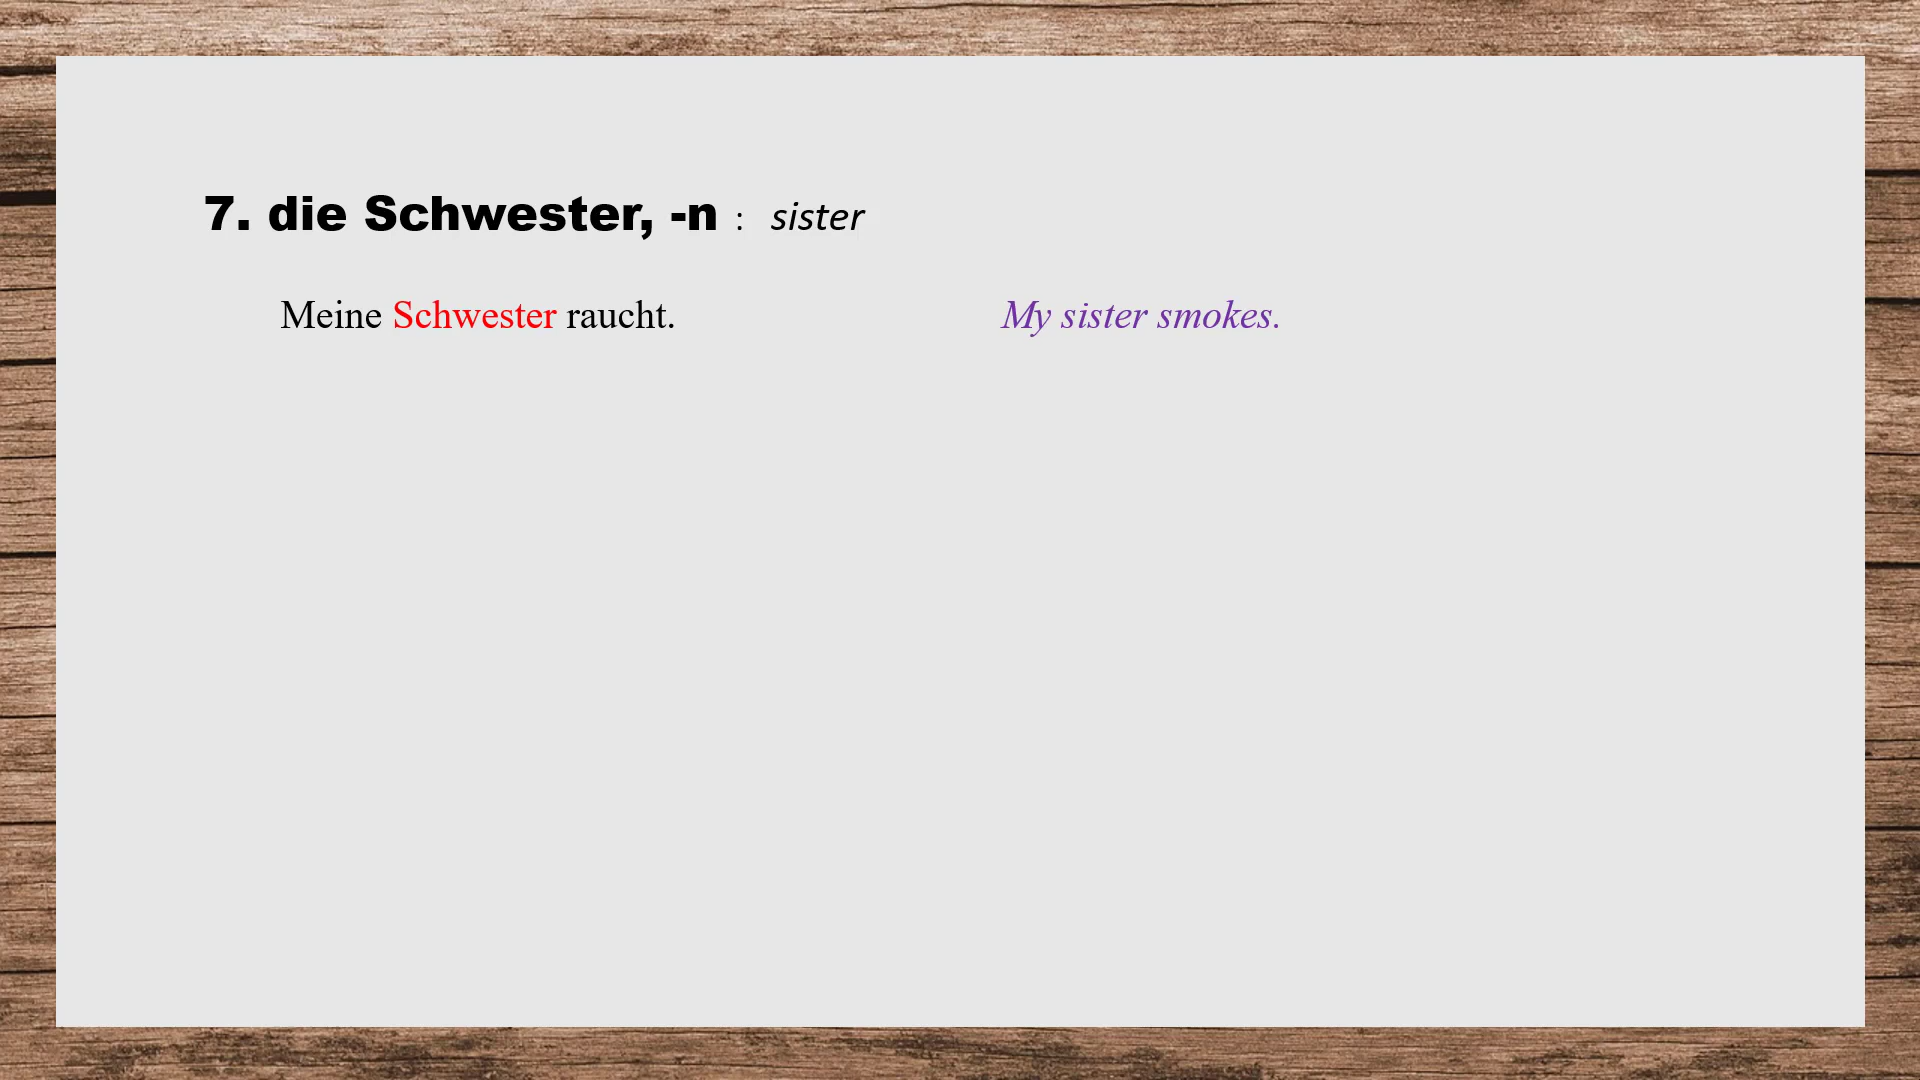 7. die Schwester, -n : sister
Meine Schwester raucht. My sister smokes.